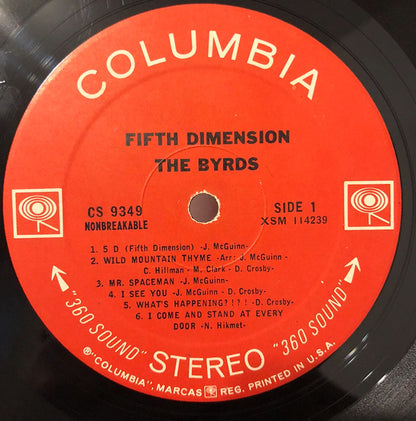 COLUMBIA
FIFTH DIMENSION
THE BYRDS
CS 9349
NONBREAKABLE
SIDE 1
XSM 114239
1. 5 D (Fifth Dimension) -J. McGuinn-
2. WILD MOUNTAIN THYME -Arr: J. McGuinn -
C. Hillman - M. Clark - D. Crosby-
3. MR. SPACEMAN -J. McGuinn-
4. I SEE YOU -J. McGuinn - D. Crosby-
5. WHAT'S HAPPENING?!?! -D. Crosby-
6. I COME AND STAND AT EVERY
DOOR -N. Hikmet-
"360 SOUND" STEREO "360 SOUND"
®"COLUMBIA", MARCAS REG. PRINTED IN U.S.A.